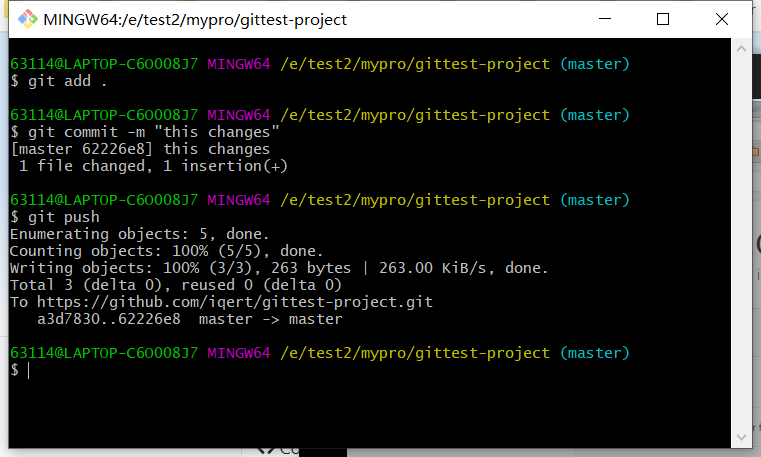 MINGW64:/e/test2/mypro/gittest-project
63114@LAPTOP-C6OO08J7 MINGW64 /e/test2/mypro/gittest-project (master)
$ git add .
63114@LAPTOP-C6OO08J7 MINGW64 /e/test2/mypro/gittest-project (master)
$ git commit -m "this changes"
[master 62226e8] this changes
 1 file changed, 1 insertion(+)
63114@LAPTOP-C6OO08J7 MINGW64 /e/test2/mypro/gittest-project (master)
$ git push
Enumerating objects: 5, done.
Counting objects: 100% (5/5), done.
Writing objects: 100% (3/3), 263 bytes | 263.00 KiB/s, done.
Total 3 (delta 0), reused 0 (delta 0)
To https://github.com/iqert/gittest-project.git
   a3d7830..62226e8  master -> master
63114@LAPTOP-C6OO08J7 MINGW64 /e/test2/mypro/gittest-project (master)
$